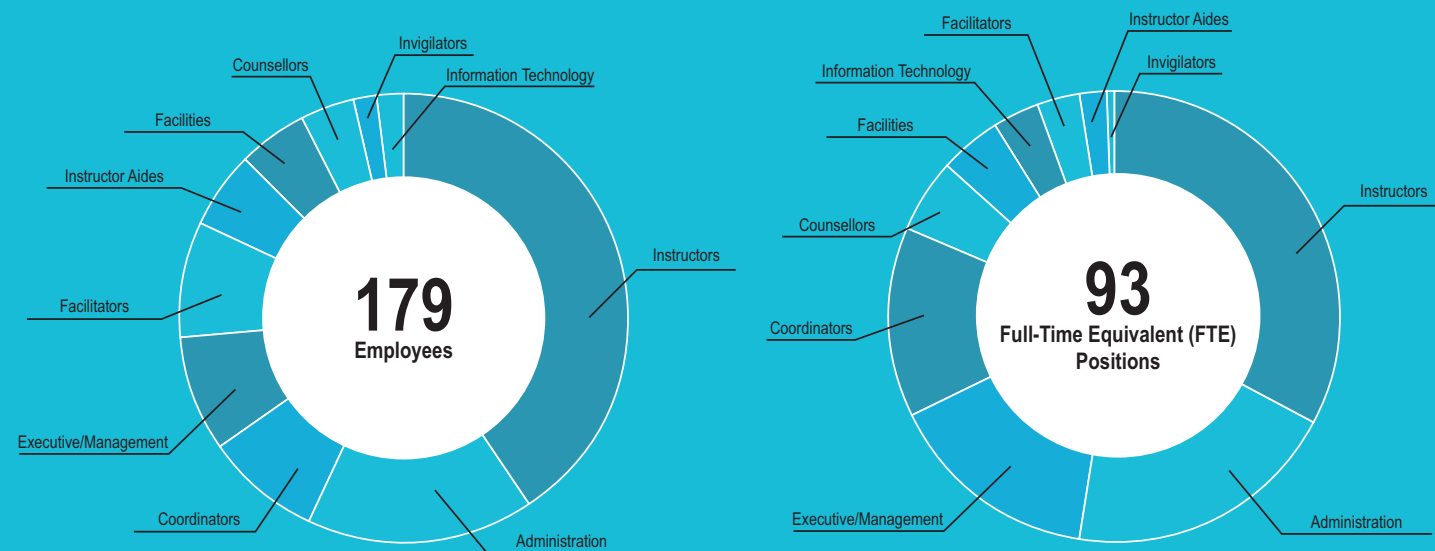 Invigilators
Counsellors
Information Technology
Facilities
Instructor Aides
Facilitators
Executive/Management
Coordinators
Administration
Instructors
179
Employees
Facilitators
Instructor Aides
Invigilators
Information Technology
Facilities
Counsellors
Coordinators
Executive/Management
Administration
Instructors
93
Full-Time Equivalent (FTE)
Positions